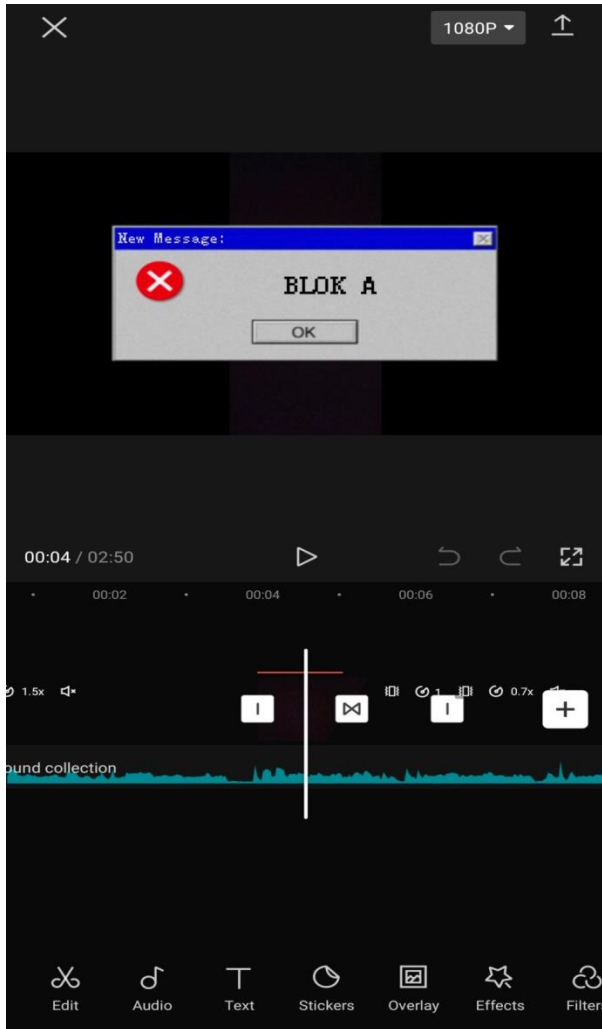 1080P
New Message:
BLOK A
OK
00:04 / 02:50
00:02 00:04 00:06 00:08
1.5x 1 0.7x
ound collection
Edit Audio Text Stickers Overlay Effects Filter